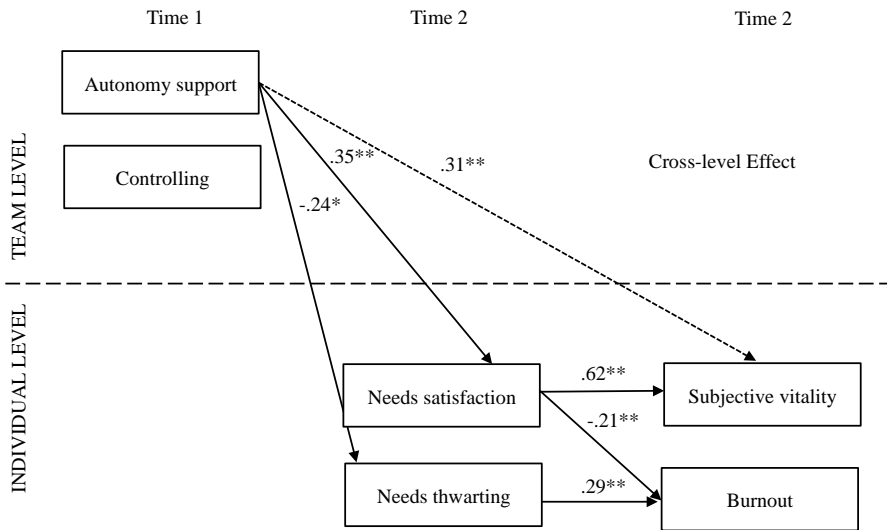 Time 1
Time 2
Time 2
TEAM LEVEL
Autonomy support
Controlling
.35**
.31**
-.24*
Cross-level Effect
INDIVIDUAL LEVEL
Needs satisfaction
.62**
Subjective vitality
-.21**
Needs thwarting
.29**
Burnout